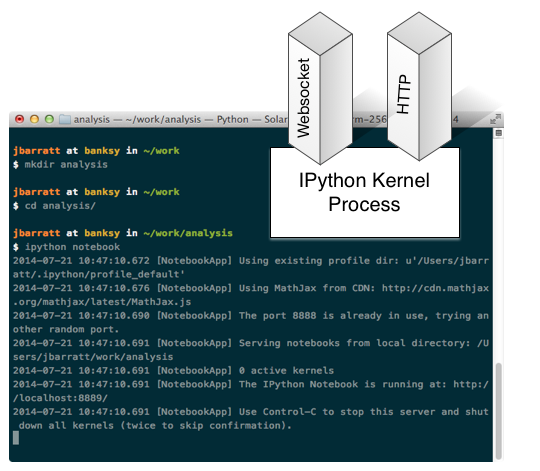 Websocket
HTTP
IPython Kernel
Process
analysis — ~/work/analysis — Python — Solar
rm-256
4
jbarratt at banksy in ~/work
$ mkdir analysis
jbarratt at banksy in ~/work
$ cd analysis/
jbarratt at banksy in ~/work/analysis
$ ipython notebook
2014-07-21 10:47:10.672 [NotebookApp] Using existing profile dir: u'/Users/jbarr
att/.ipython/profile_default'
2014-07-21 10:47:10.676 [NotebookApp] Using MathJax from CDN: http://cdn.mathjax
.org/mathjax/latest/MathJax.js
2014-07-21 10:47:10.690 [NotebookApp] The port 8888 is already in use, trying an
other random port.
2014-07-21 10:47:10.691 [NotebookApp] Serving notebooks from local directory: /U
sers/jbarratt/work/analysis
2014-07-21 10:47:10.691 [NotebookApp] 0 active kernels
2014-07-21 10:47:10.691 [NotebookApp] The IPython Notebook is running at: http:/
/localhost:8889/
2014-07-21 10:47:10.691 [NotebookApp] Use Control-C to stop this server and shut
down all kernels (twice to skip confirmation).